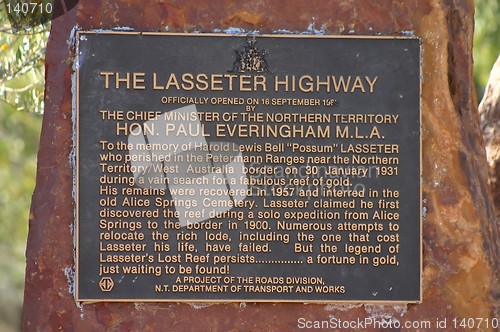 THE LASSETER HIGHWAY
OFFICIALLY OPENED ON 16 SEPTEMBER
BY
THE CHIEF MINISTER OF THE NORTHERN TERRITORY
HON. PAUL EVERINGHAM M.L.A.
To the memory of Harold Lewis Bell "Possum" LASSETER
who perished in the Petermann Ranges near the Northern
Territory/West Australia border on 30 January 1931
during a vain search for a fabulous reef of gold.
His remains were recovered in 1957 and interred in the
old Alice Springs Cemetery. Lasseter claimed he first
discovered the reef during a solo expedition from Alice
Springs to the border in 1900. Numerous attempts to
relocate the rich lode, including the one that cost
Lasseter his life, have failed. But the legend of
Lasseter's Lost Reef persists.............. a fortune in gold,
just waiting to be found!
A PROJECT OF THE ROADS DIVISION,
N.T. DEPARTMENT OF TRANSPORT AND WORKS
140710
140710
140710
140710
ScienceSource.com